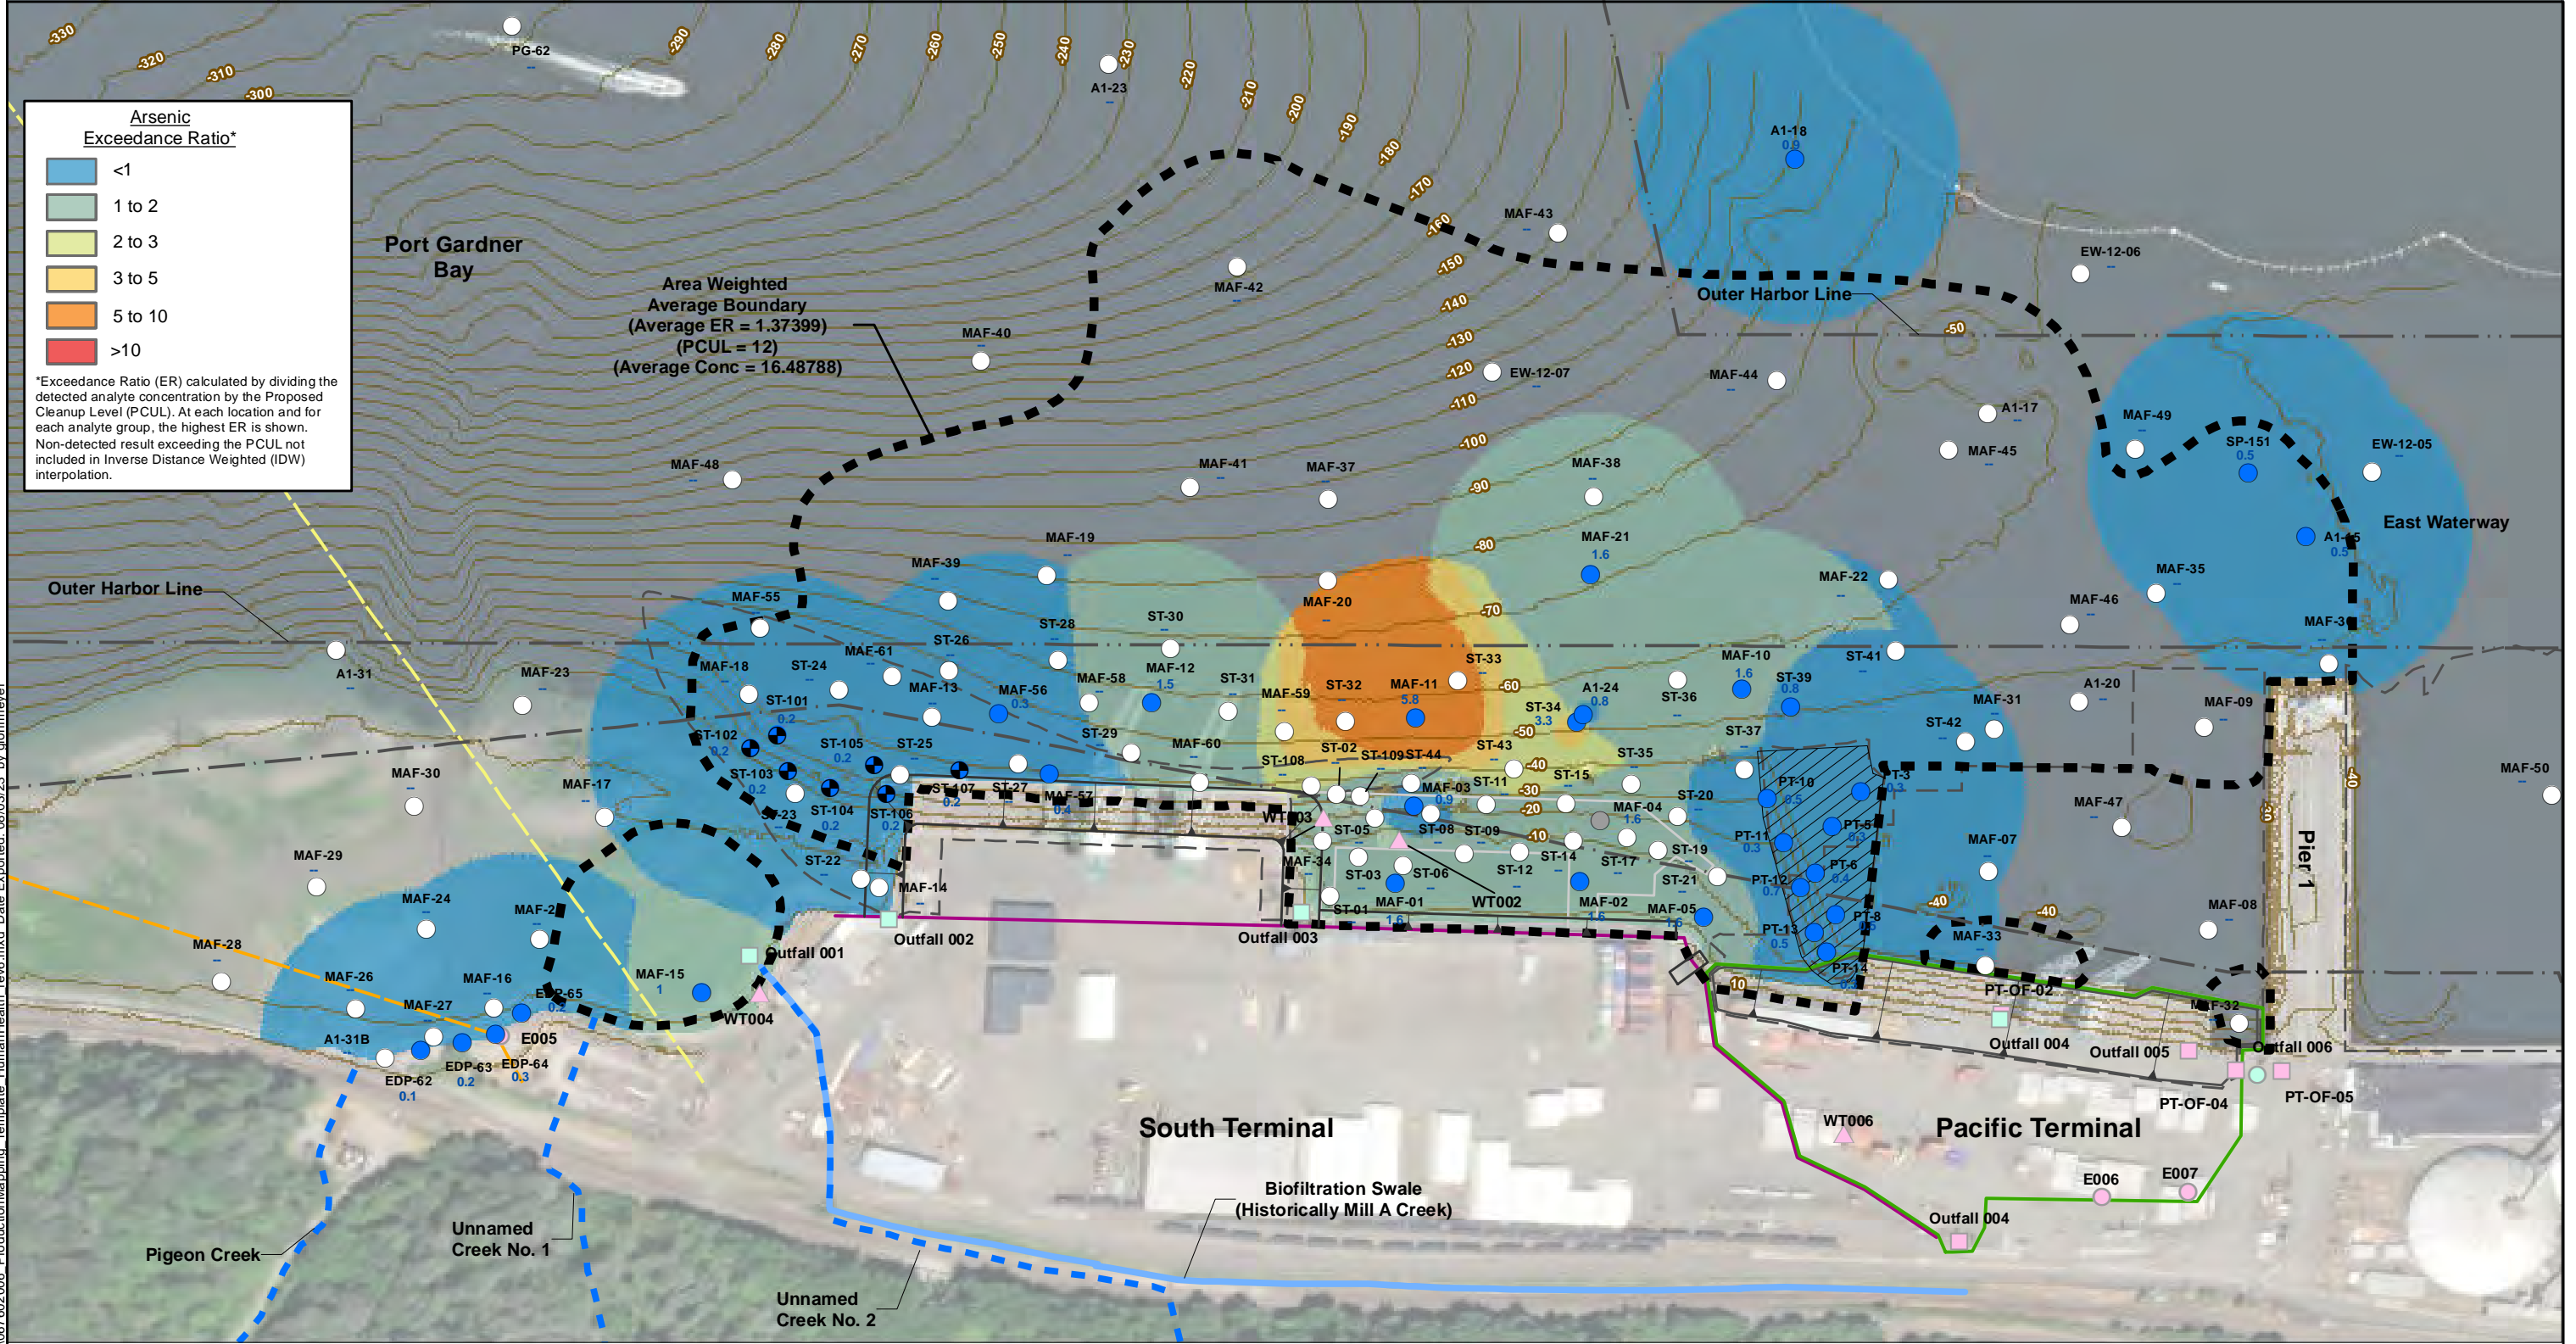 Arsenic
Exceedance Ratio*
<1
1 to 2
2 to 3
3 to 5
5 to 10
>10
*Exceedance Ratio (ER) calculated by dividing the
detected analyte concentration by the Proposed
Cleanup Level (PCUL). At each location and for
each analyte group, the highest ER is shown.
Non-detected result exceeding the PCUL not
included in Inverse Distance Weighted (IDW)
interpolation.
-330
-320
-310
-300
-290
-280
-270
-260
-250
-240
-230
-220
-210
-200
-190
-180
-170
-160
-150
-140
-130
-120
-110
-100
-90
-80
-70
-60
-50
-40
-30
-20
-10
PG-62
--
A1-23
--
A1-18
0.9
MAF-43
--
EW-12-06
--
Port Gardner
Bay
MAF-42
--
Area Weighted
Average Boundary
(Average ER = 1.37399)
(PCUL = 12)
(Average Conc = 16.48788)
Outer Harbor Line
-50
MAF-40
--
EW-12-07
--
MAF-44
--
A1-17
--
MAF-45
--
MAF-49
--
SP-151
0.5
EW-12-05
--
East Waterway
A1-15
0.5
MAF-48
--
MAF-41
--
MAF-37
--
MAF-38
--
MAF-21
1.6
MAF-19
--
MAF-39
--
MAF-20
--
MAF-22
--
MAF-35
--
MAF-46
--
MAF-36
--
Outer Harbor Line
MAF-55
--
A1-31
--
MAF-23
--
MAF-18
--
ST-24
--
MAF-61
--
ST-26
--
ST-28
--
ST-30
--
MAF-12
1.5
MAF-58
--
ST-31
--
MAF-59
--
ST-32
--
MAF-11
5.8
ST-33
--
A1-24
0.8
ST-34
3.3
ST-36
--
MAF-10
1.6
ST-39
0.8
ST-41
--
ST-42
--
MAF-31
--
A1-20
--
MAF-09
--
MAF-13
--
MAF-56
0.3
ST-101
0.2
ST-102
0.2
ST-103
0.2
ST-105
0.2
ST-25
--
ST-104
0.2
ST-106
0.2
ST-107
0.2
ST-27
--
MAF-57
0.4
ST-29
--
MAF-60
--
ST-108
--
ST-02
--
ST-109
ST-44
--
ST-43
--
ST-11
--
ST-15
--
ST-35
--
ST-37
--
MAF-30
--
MAF-17
--
ST-23
--
ST-22
--
MAF-14
--
WT003
MAF-34
--
ST-05
--
MAF-03
0.9
ST-08
--
ST-09
--
MAF-04
1.6
ST-20
--
ST-19
--
ST-21
--
ST-03
--
ST-06
--
ST-12
--
ST-14
--
ST-17
--
ST-01
--
MAF-01
1.6
WT002
MAF-02
1.6
MAF-05
1.6
PT-10
0.5
PT-3
0.3
PT-5
0.3
PT-11
0.3
PT-6
0.4
PT-12
0.7
PT-8
0.5
PT-13
0.5
PT-14
MAF-07
--
MAF-47
--
MAF-50
--
MAF-08
--
MAF-33
--
MAF-32
-40
-40
-40
-30
Pier 1
MAF-29
--
MAF-24
--
MAF-28
--
MAF-26
--
MAF-27
--
MAF-16
--
EDP-65
0.2
E005
A1-31B
--
EDP-62
0.1
EDP-63
0.2
EDP-64
0.3
MAF-15
1
Outfall 001
WT004
Outfall 002
Outfall 003
10
PT-OF-02
Outfall 004
Outfall 005
Outfall 006
PT-OF-04
PT-OF-05
South Terminal
Pacific Terminal
WT006
E006
E007
Outfall 004
Biofiltration Swale
(Historically Mill A Creek)
Pigeon Creek
Unnamed
Creek No. 1
Unnamed
Creek No. 2